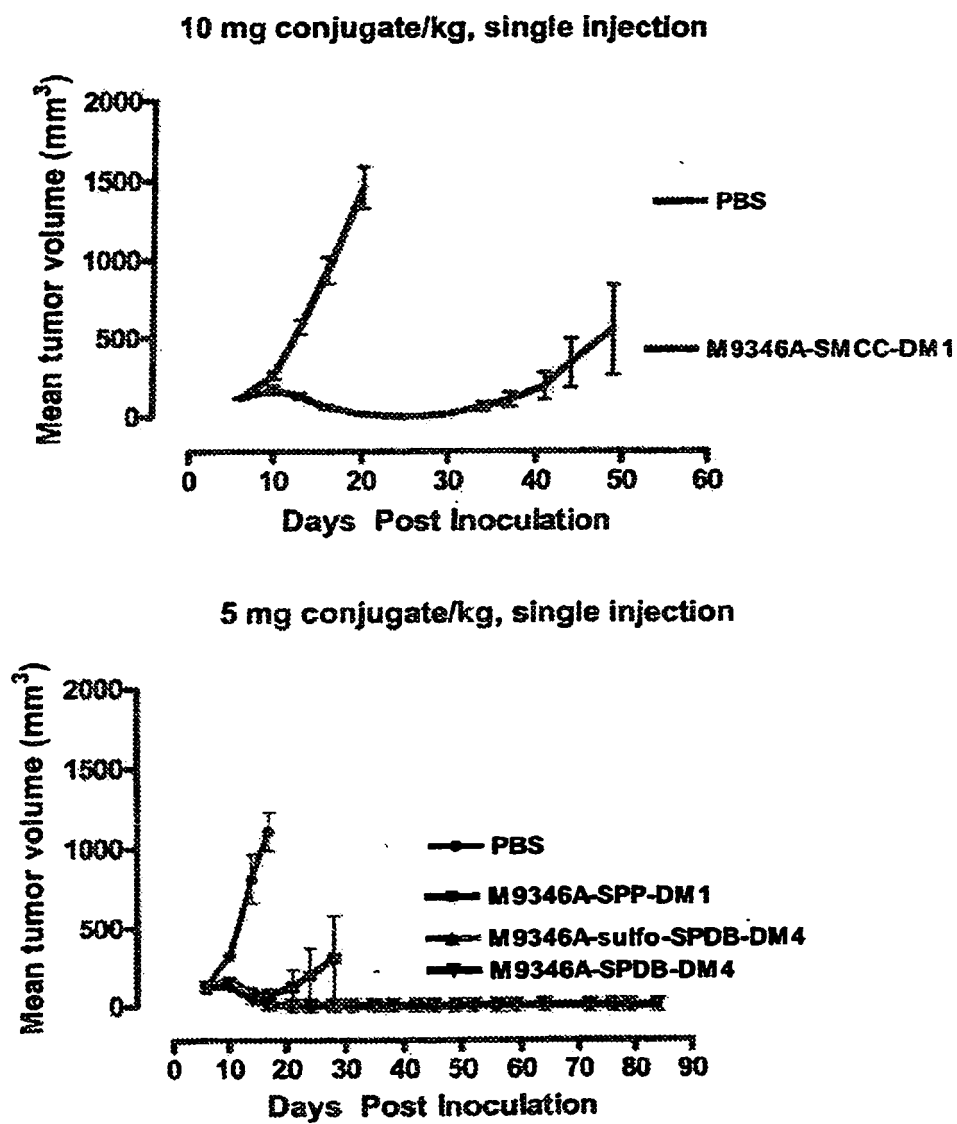 10 mg conjugate/kg, single injection
Mean tumor volume (mm³)
2000
1500
1000
500
0
PBS
M9346A-SMCC-DM1
0 10 20 30 40 50 60
Days Post Inoculation
5 mg conjugate/kg, single injection
Mean tumor volume (mm³)
2000
1500
1000
500
0
PBS
M9346A-SPP-DM1
M9346A-sulfo-SPDB-DM4
M9346A-SPDB-DM4
0 10 20 30 40 50 60 70 80 90
Days Post Inoculation